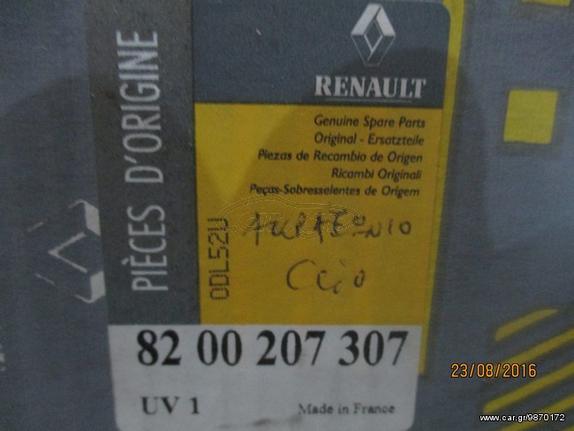 RENAULT
Genuine Spare Parts
Original - Ersatzteile
Piezas de Recambio de Origen
Ricambi Originali
Peças-Sobresselentes de Origem
PIÈCES D'ORIGINE
ODL52U
Clio
82 00 207 307
UV 1
Made in France
23/08/2016
www.car.gr/9870172